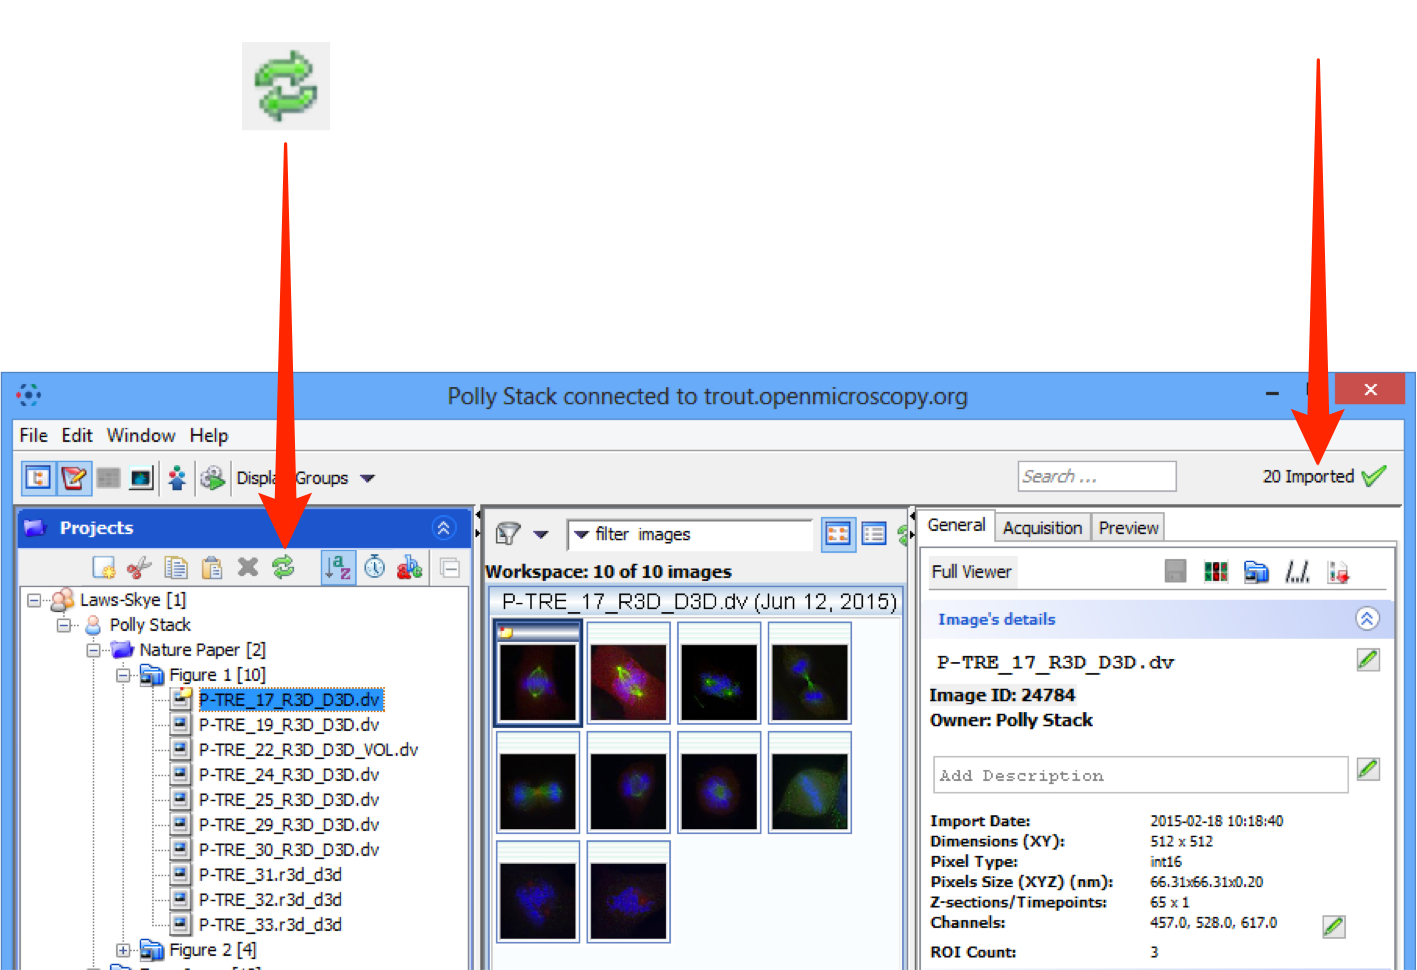 Polly Stack connected to trout.openmicroscopy.org
File Edit Window Help
Groups
Search ...
20 Imported
Projects
Laws-Skye [1]
Polly Stack
Nature Paper [2]
Figure 1 [10]
P-TRE_17_R3D_D3D.dv
P-TRE_19_R3D_D3D.dv
P-TRE_22_R3D_D3D_VOL.dv
P-TRE_24_R3D_D3D.dv
P-TRE_25_R3D_D3D.dv
P-TRE_29_R3D_D3D.dv
P-TRE_30_R3D_D3D.dv
P-TRE_31.r3d_d3d
P-TRE_32.r3d_d3d
P-TRE_33.r3d_d3d
Figure 2 [4]
filter images
Workspace: 10 of 10 images
P-TRE_17_R3D_D3D.dv (Jun 12, 2015)
General Acquisition Preview
Full Viewer
Image's details
P-TRE_17_R3D_D3D.dv
Image ID: 24784
Owner: Polly Stack
Add Description
Import Date: 2015-02-18 10:18:40
Dimensions (XY): 512 x 512
Pixel Type: int16
Pixels Size (XYZ) (nm): 66.31x66.31x0.20
Z-sections/Timepoints: 65 x 1
Channels: 457.0, 528.0, 617.0
ROI Count: 3